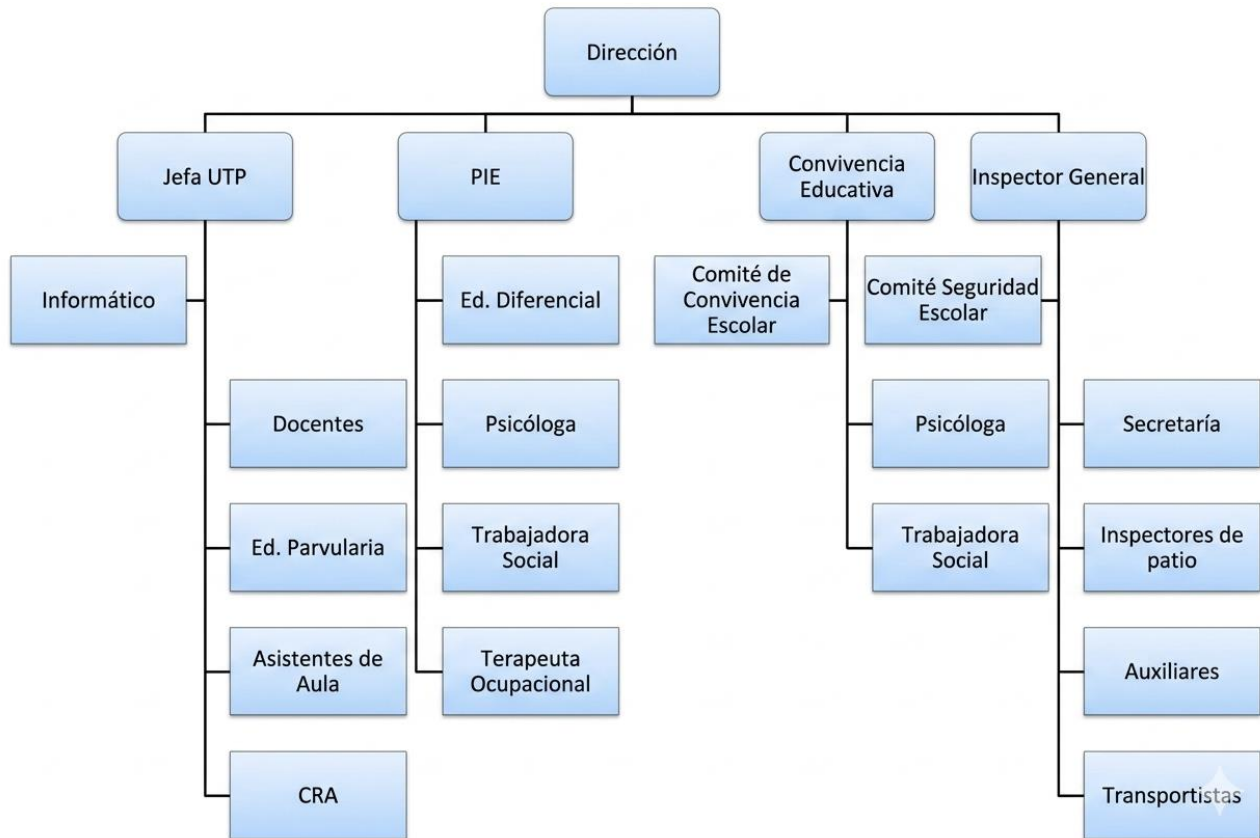 Dirección
Jefa UTP
PIE
Convivencia
Educativa
Inspector General
Informático
Ed. Diferencial
Comité de
Convivencia
Escolar
Comité Seguridad
Escolar
Docentes
Psicóloga
Psicóloga
Secretaría
Ed. Parvularia
Trabajadora
Social
Trabajadora
Social
Inspectores de
patio
Asistentes de
Aula
Terapeuta
Ocupacional
Auxiliares
CRA
Transportistas